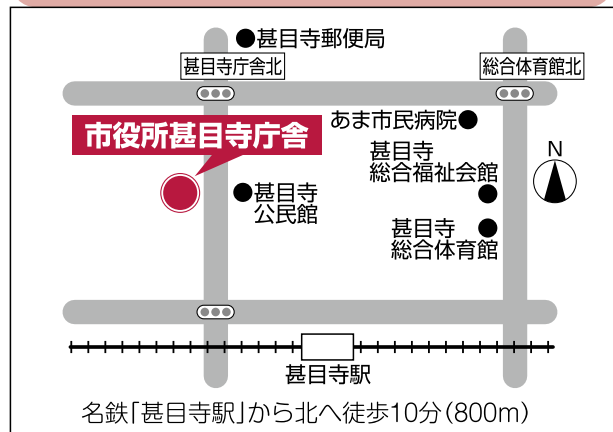 甚目寺郵便局
甚目寺庁舎北
総合体育館北
あま市民病院
市役所甚目寺庁舎
甚目寺
総合福祉会館
N
甚目寺
公民館
甚目寺
総合体育館
甚目寺駅
名鉄「甚目寺駅」から北へ徒歩10分(800m)